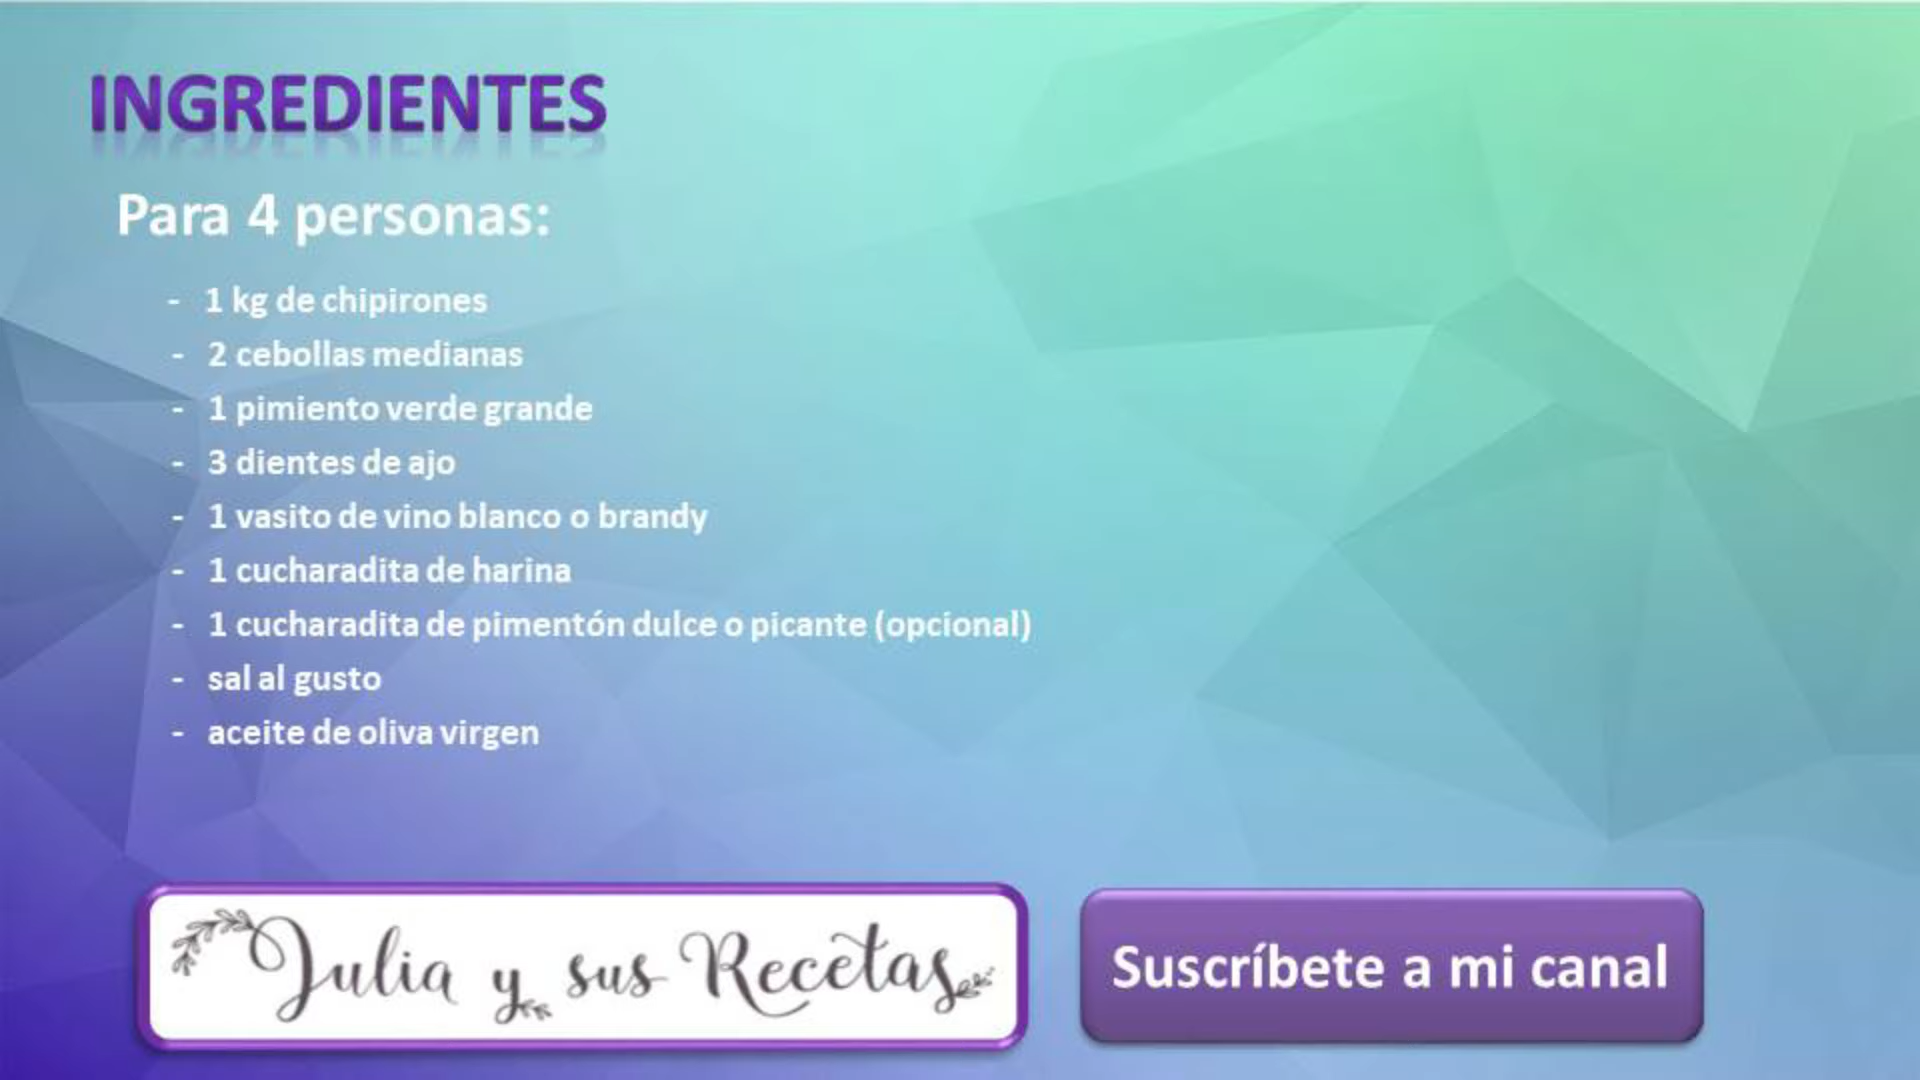 INGREDIENTES
Para 4 personas:
- 1 kg de chipirones
- 2 cebollas medianas
- 1 pimiento verde grande
- 3 dientes de ajo
- 1 vasito de vino blanco o brandy
- 1 cucharadita de harina
- 1 cucharadita de pimentón dulce o picante (opcional)
- sal al gusto
- aceite de oliva virgen
Julia y sus Recetas
Suscríbete a mi canal